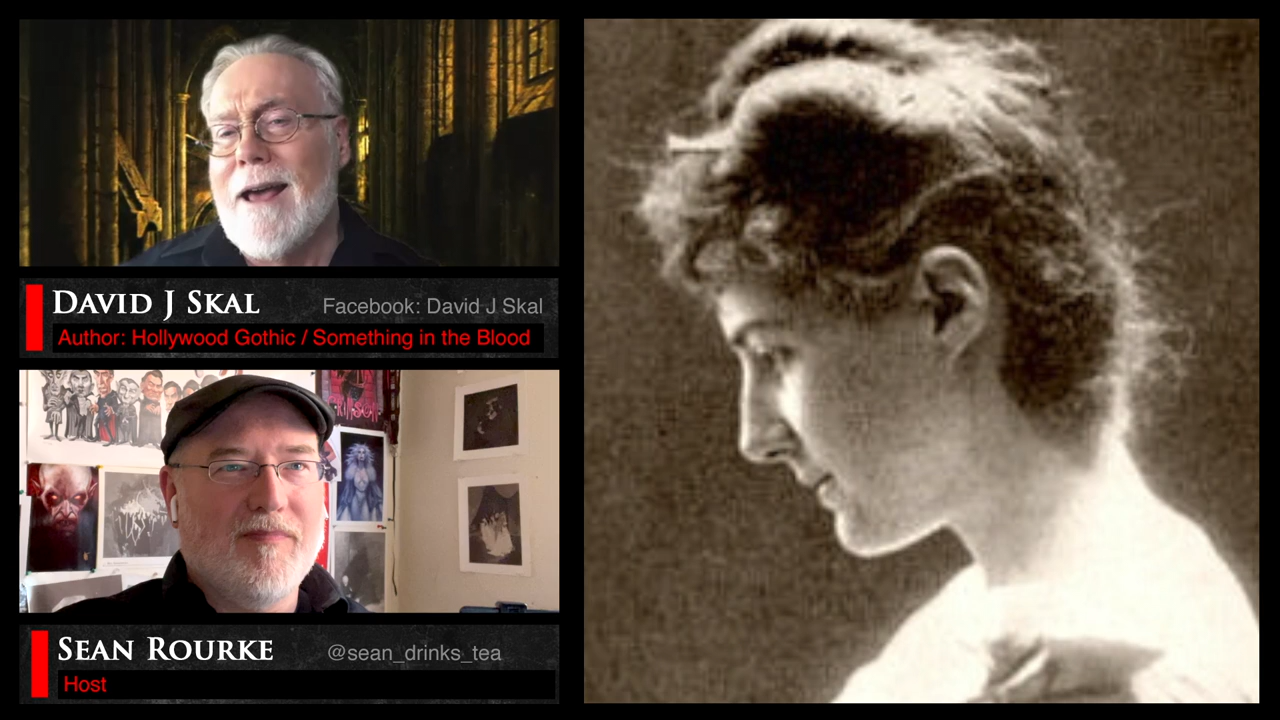 David J Skal
Facebook: David J Skal
Author: Hollywood Gothic / Something in the Blood
Sean Rourke
@sean_drinks_tea
Host